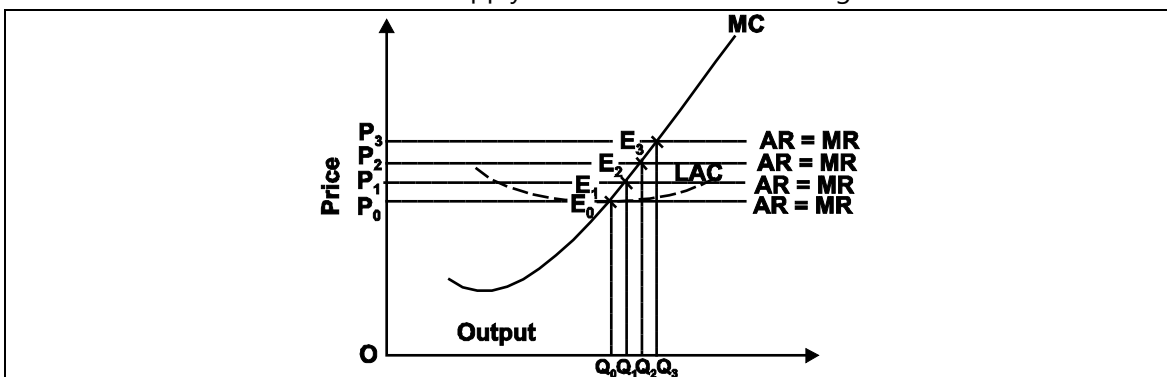 MC
P3
E3
AR = MR
P2
E2
LAC
AR = MR
P1
E1
AR = MR
P0
E0
AR = MR
Price
Output
O
Q0Q1Q2Q3